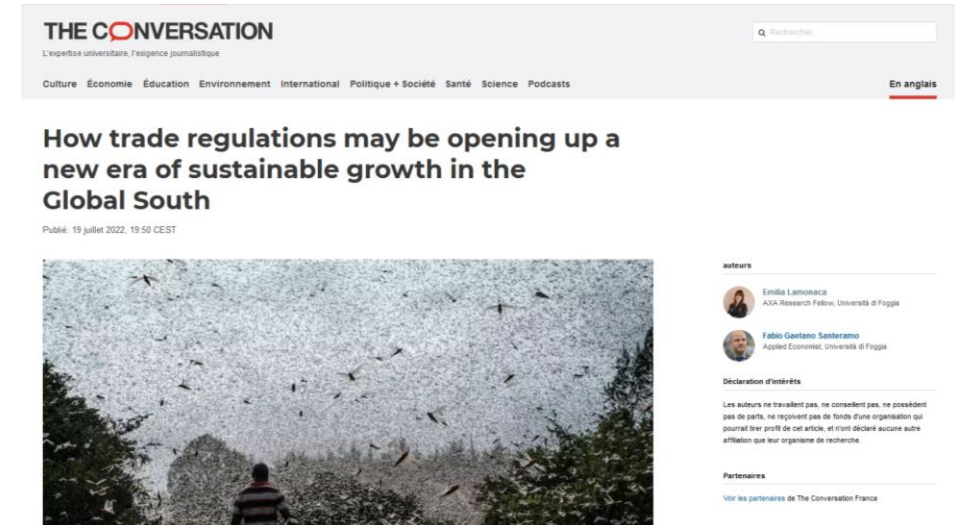 THE CONVERSATION
L'expertise universitaire, l'exigence journalistique
Rechercher...
Culture Économie Éducation Environnement International Politique + Société Santé Science Podcasts
En anglais
How trade regulations may be opening up a
new era of sustainable growth in the
Global South
Publié: 19 juillet 2022, 19:50 CEST
auteurs
Emilia Lamonaca
AXA Research Fellow, Università di Foggia
Fabio Gaetano Santeramo
Applied Economist, Università di Foggia
Déclaration d'intérêts
Les auteurs ne travaillent pas, ne conseillent pas, ne possèdent
pas de parts, ne reçoivent pas de fonds d'une organisation qui
pourrait tirer profit de cet article, et n'ont déclaré aucune autre
affiliation que leur organisme de recherche.
Partenaires
Voir les partenaires de The Conversation France